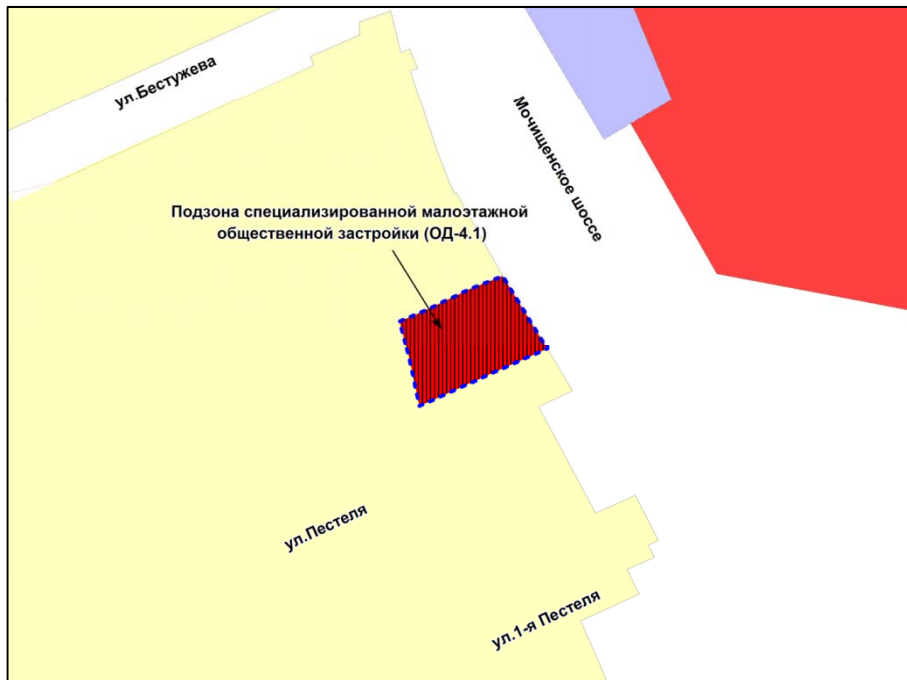 ул.Бестужева
Мочищенское шоссе
Подзона специализированной малоэтажной
общественной застройки (ОД-4.1)
ул.Пестеля
ул.1-я Пестеля